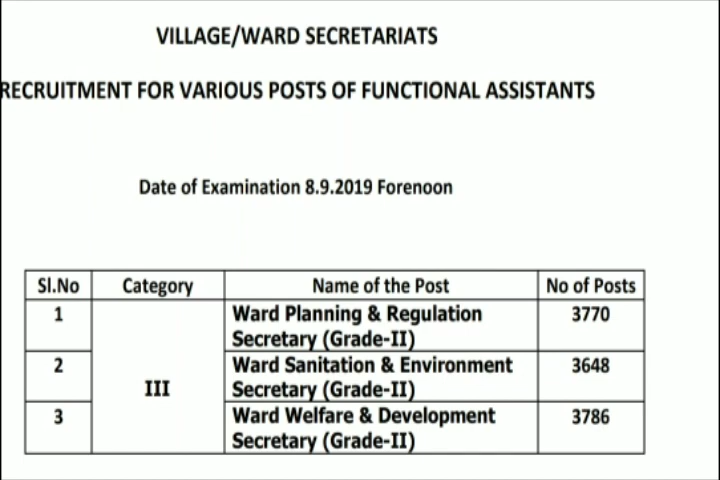 VILLAGE/WARD SECRETARIATS
RECRUITMENT FOR VARIOUS POSTS OF FUNCTIONAL ASSISTANTS
Date of Examination 8.9.2019 Forenoon
Sl.No Category Name of the Post No of Posts
1 Ward Planning & Regulation 3770
Secretary (Grade-II)
2 Ward Sanitation & Environment 3648
III Secretary (Grade-II)
3 Ward Welfare & Development 3786
Secretary (Grade-II)